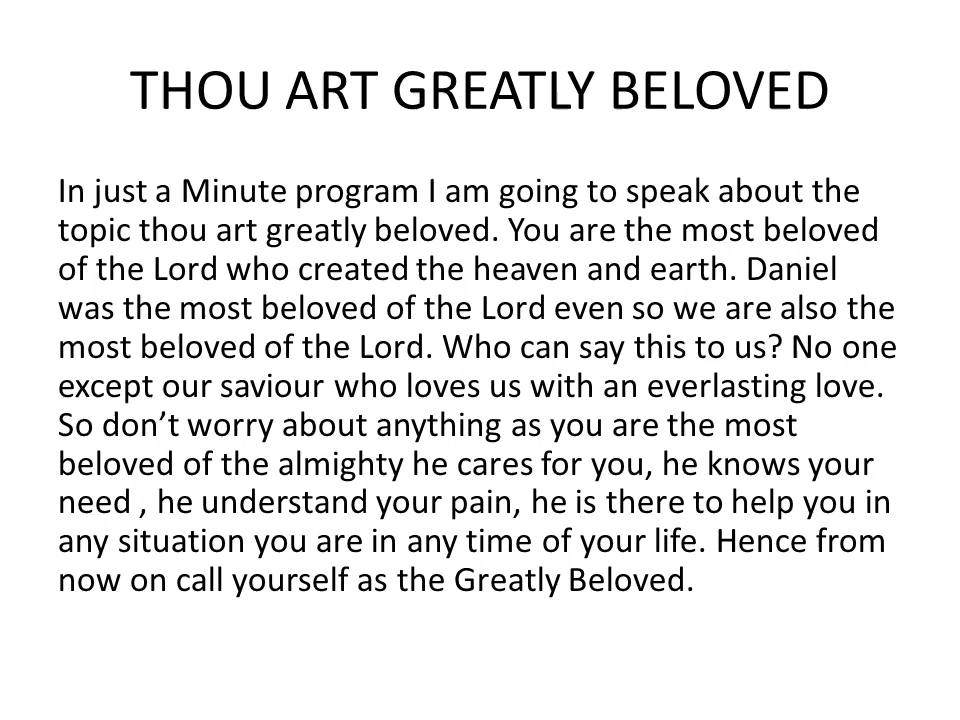 THOU ART GREATLY BELOVED
In just a Minute program I am going to speak about the
topic thou art greatly beloved. You are the most beloved
of the Lord who created the heaven and earth. Daniel
was the most beloved of the Lord even so we are also the
most beloved of the Lord. Who can say this to us? No one
except our saviour who loves us with an everlasting love.
So don’t worry about anything as you are the most
beloved of the almighty he cares for you, he knows your
need , he understand your pain, he is there to help you in
any situation you are in any time of your life. Hence from
now on call yourself as the Greatly Beloved.